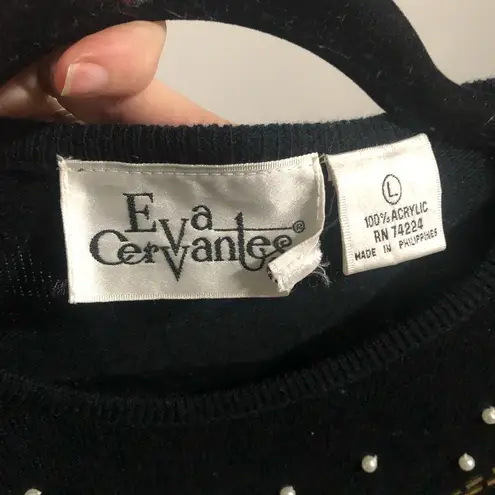 Eva
Cervantes®
L
100% ACRYLIC
RN 74224
MADE IN PHILIPPINES